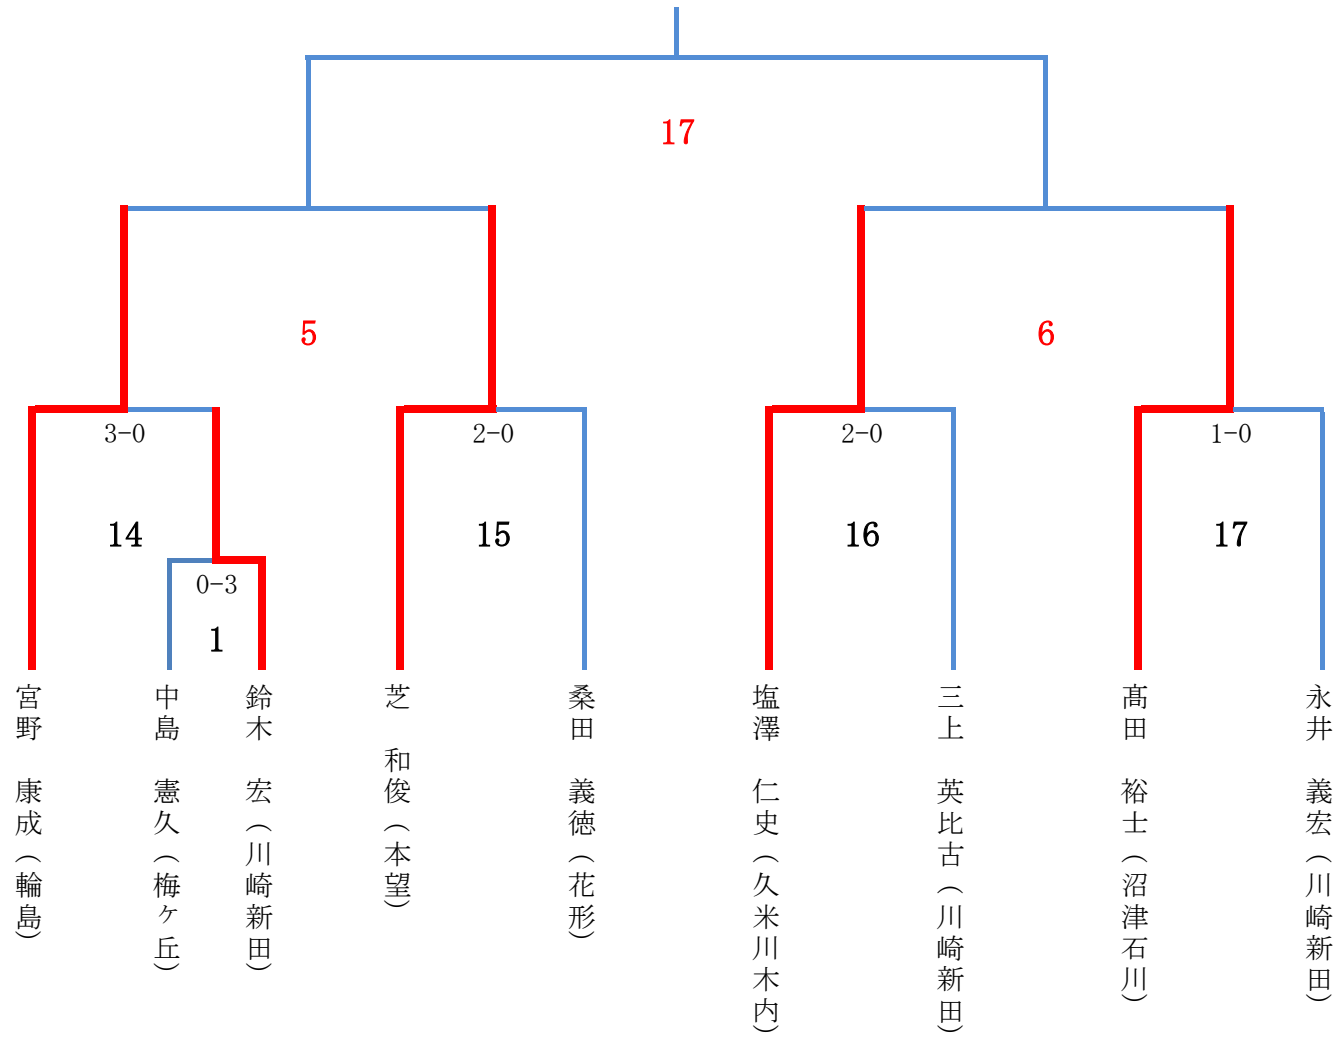 17
5
6
3-0
2-0
2-0
1-0
14
15
16
17
0-3
1
宮野 康成(輪島)
中島 憲久(梅ヶ丘)
鈴木 宏(川崎新田)
芝 和俊(本望)
桑田 義徳(花形)
塩澤 仁史(久米川木内)
三上 英比古(川崎新田)
髙田 裕士(沼津石川)
永井 義宏(川崎新田)